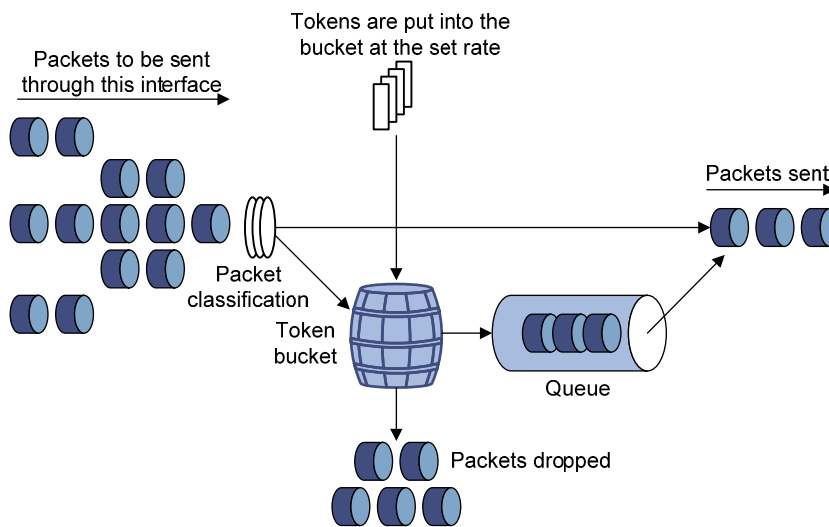 Tokens are put into the
bucket at the set rate
Packets to be sent
through this interface
Packets sent
Packet
classification
Token
bucket
Queue
Packets dropped